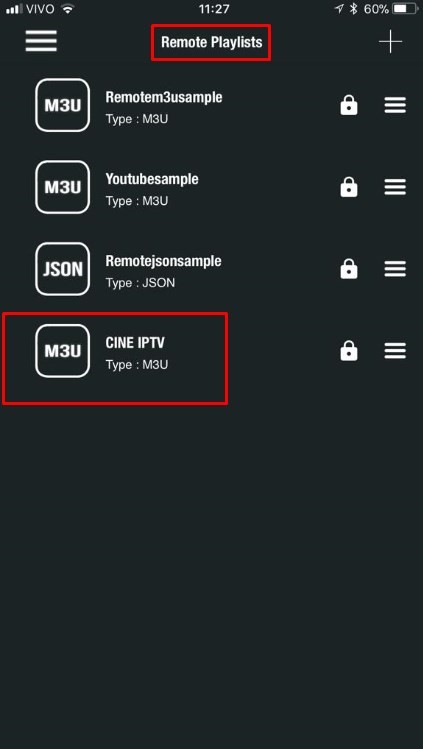 VIVO 11:27 60%
Remote Playlists
M3U Remotem3usample
Type : M3U
M3U Youtubesample
Type : M3U
JSON Remotejsonsample
Type : JSON
M3U CINE IPTV
Type : M3U